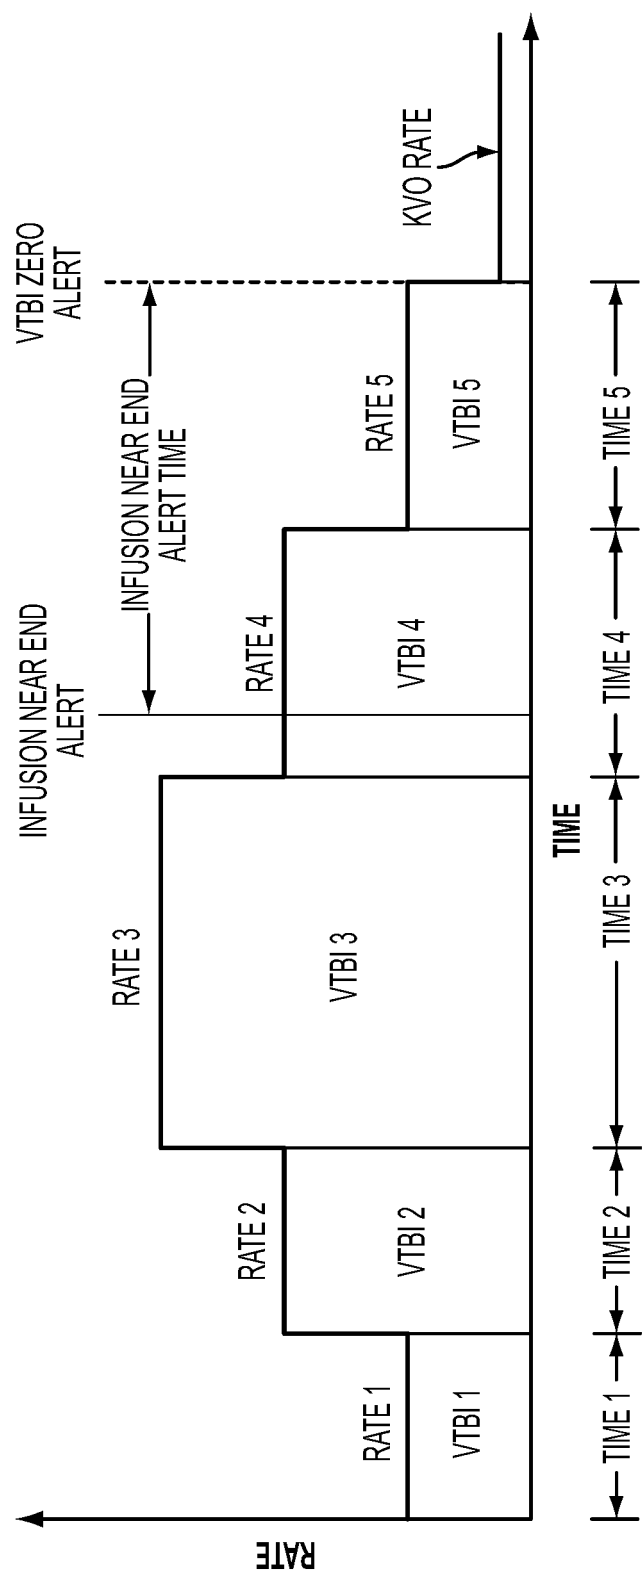 INFUSION NEAR END
ALERT
VTBI ZERO
ALERT
INFUSION NEAR END
ALERT TIME
RATE 1
RATE 2
RATE 3
RATE 4
RATE 5
KVO RATE
VTBI 1
VTBI 2
VTBI 3
VTBI 4
VTBI 5
RATE
TIME
TIME 1
TIME 2
TIME 3
TIME 4
TIME 5